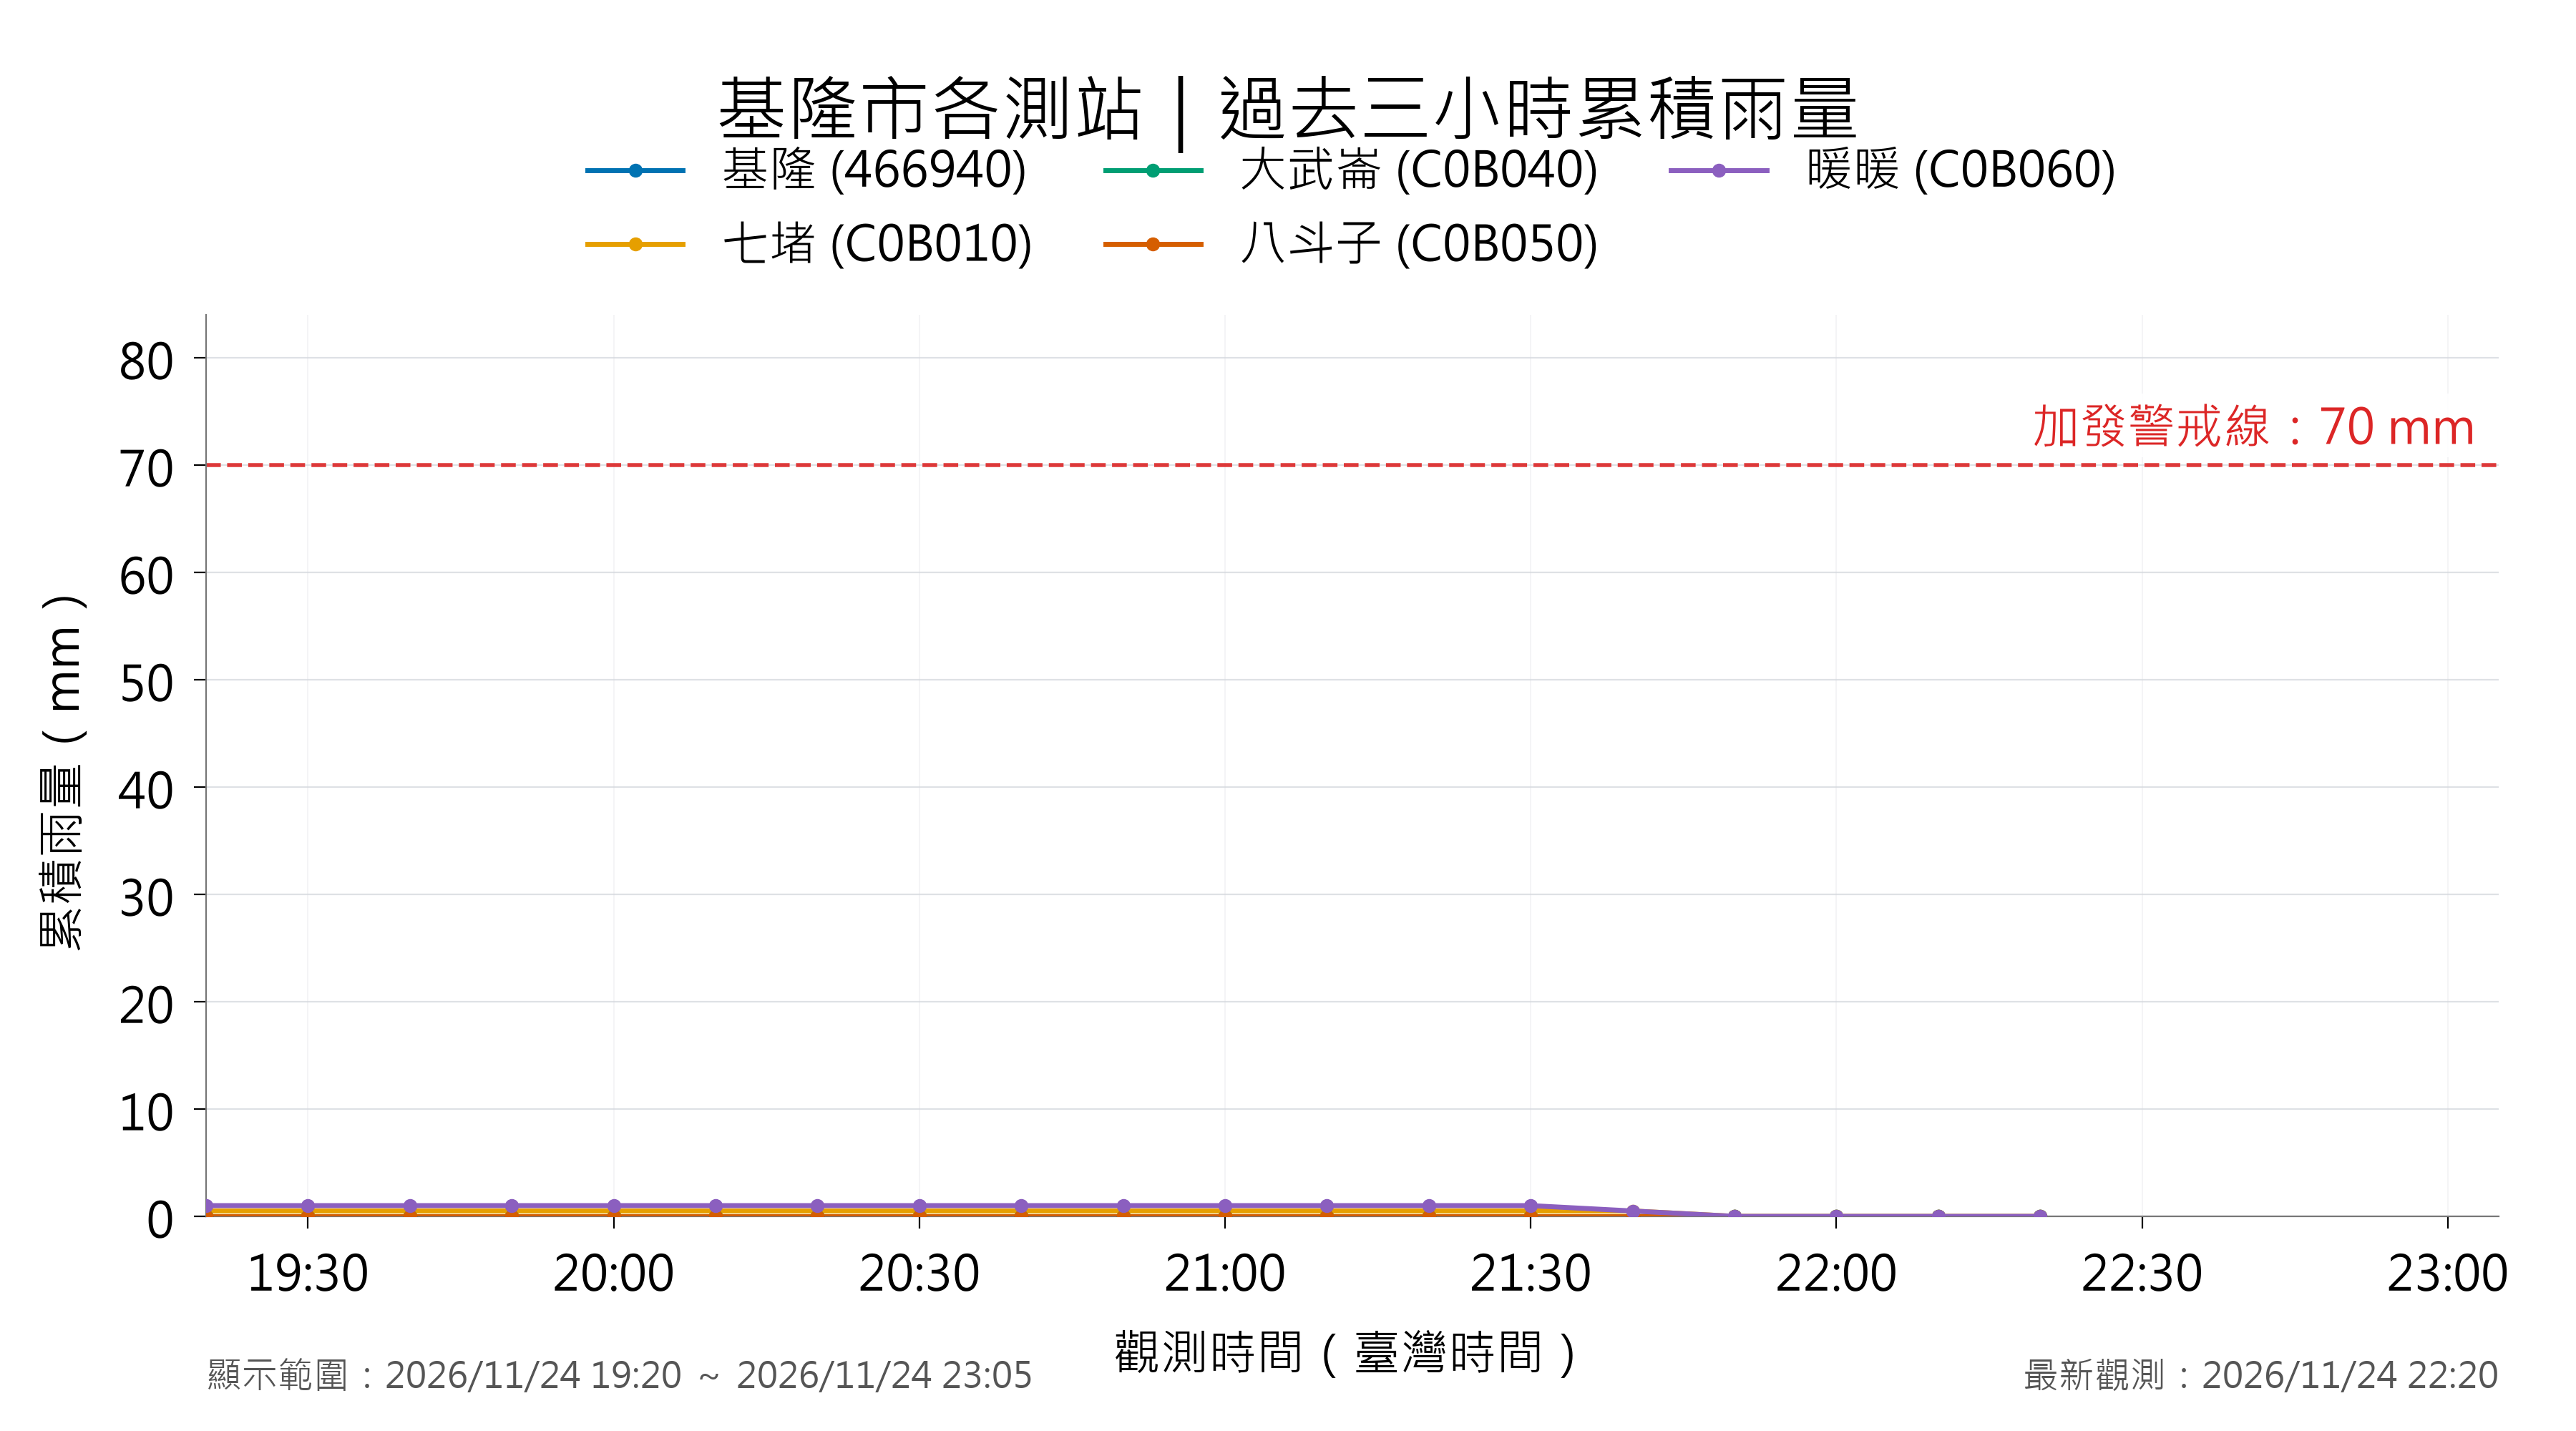 基隆市各測站｜過去三小時累積雨量
基隆 (466940)
大武崙 (C0B040)
暖暖 (C0B060)
七堵 (C0B010)
八斗子 (C0B050)
加發警戒線：70 mm
累積雨量（mm）
80
70
60
50
40
30
20
10
0
19:30
20:00
20:30
21:00
21:30
22:00
22:30
23:00
觀測時間（臺灣時間）
顯示範圍：2026/11/24 19:20 ~ 2026/11/24 23:05
最新觀測：2026/11/24 22:20